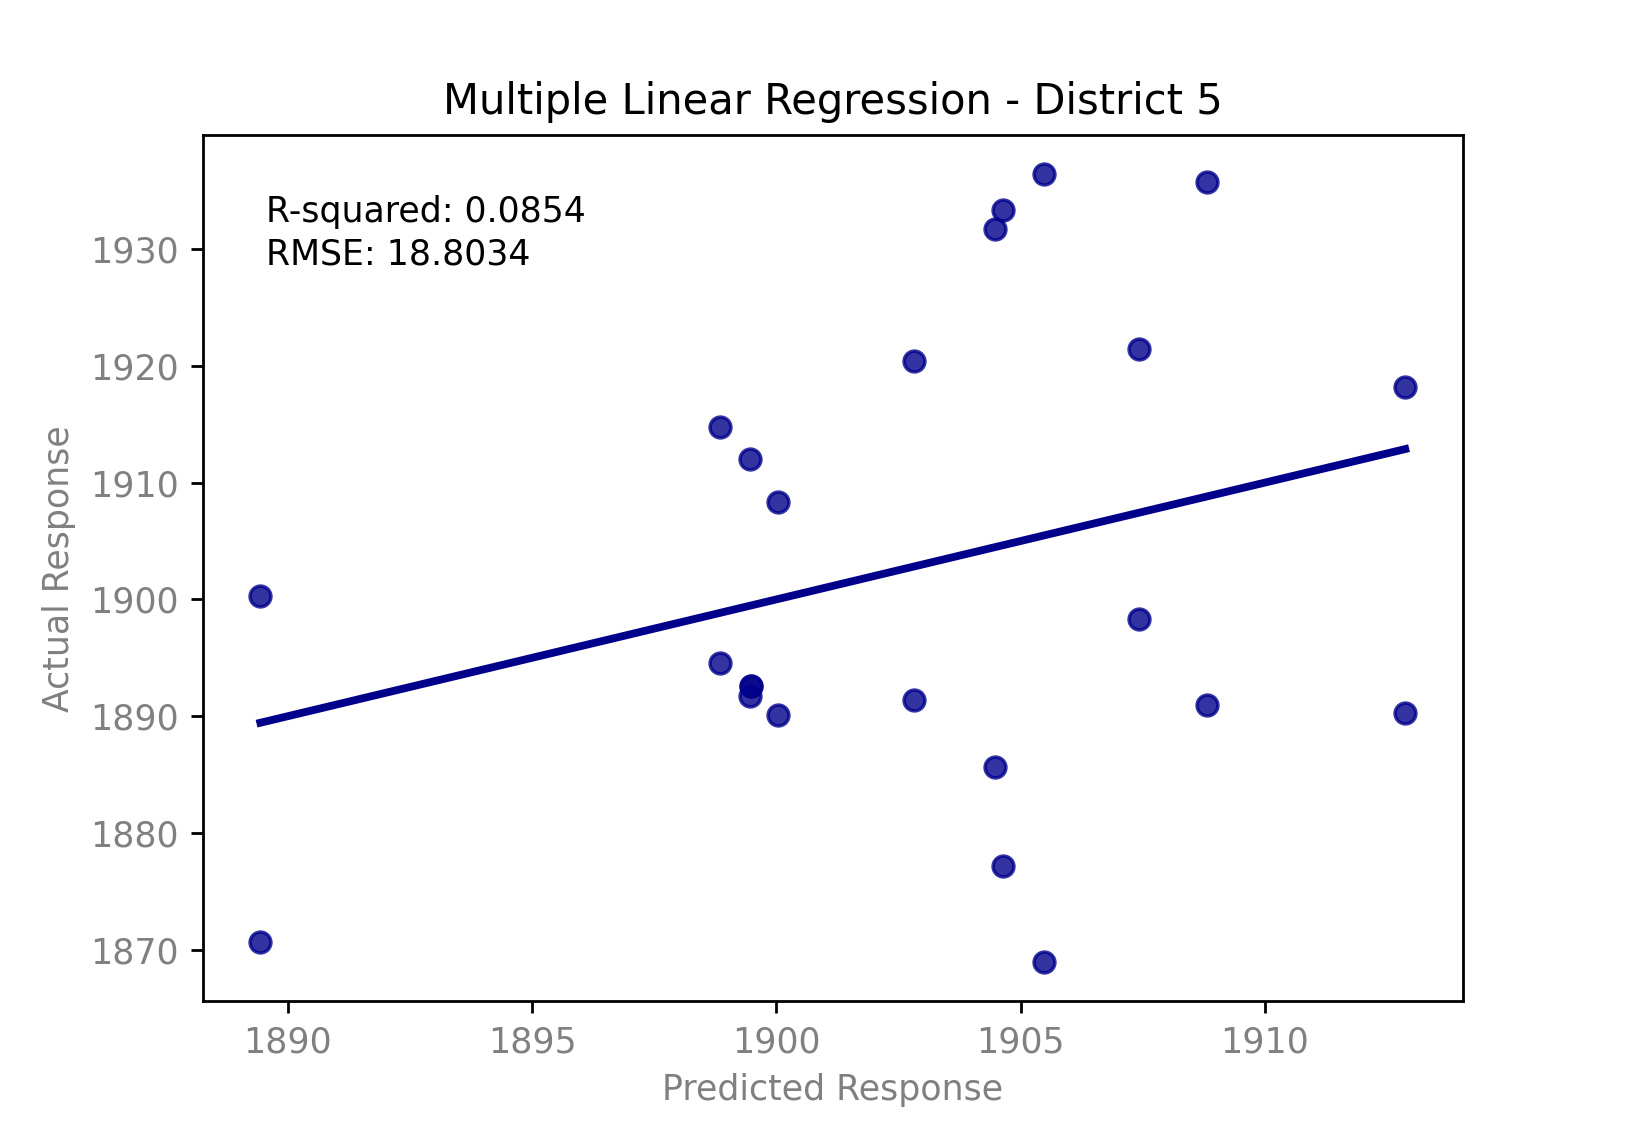 Multiple Linear Regression - District 5
R-squared: 0.0854
RMSE: 18.8034
Actual Response
1930
1920
1910
1900
1890
1880
1870
1890 1895 1900 1905 1910
Predicted Response